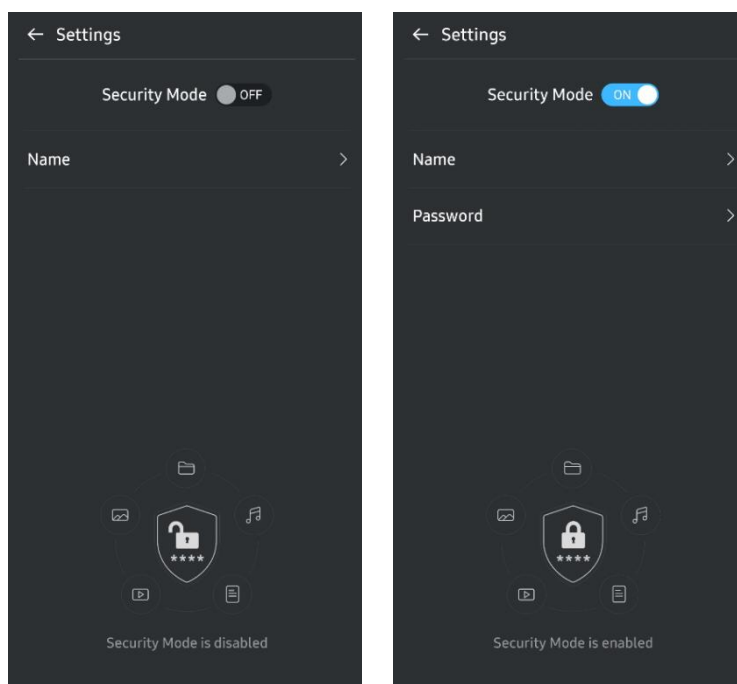 ← Settings
Security Mode OFF
Name >
****
Security Mode is disabled
← Settings
Security Mode ON
Name >
Password >
****
Security Mode is enabled